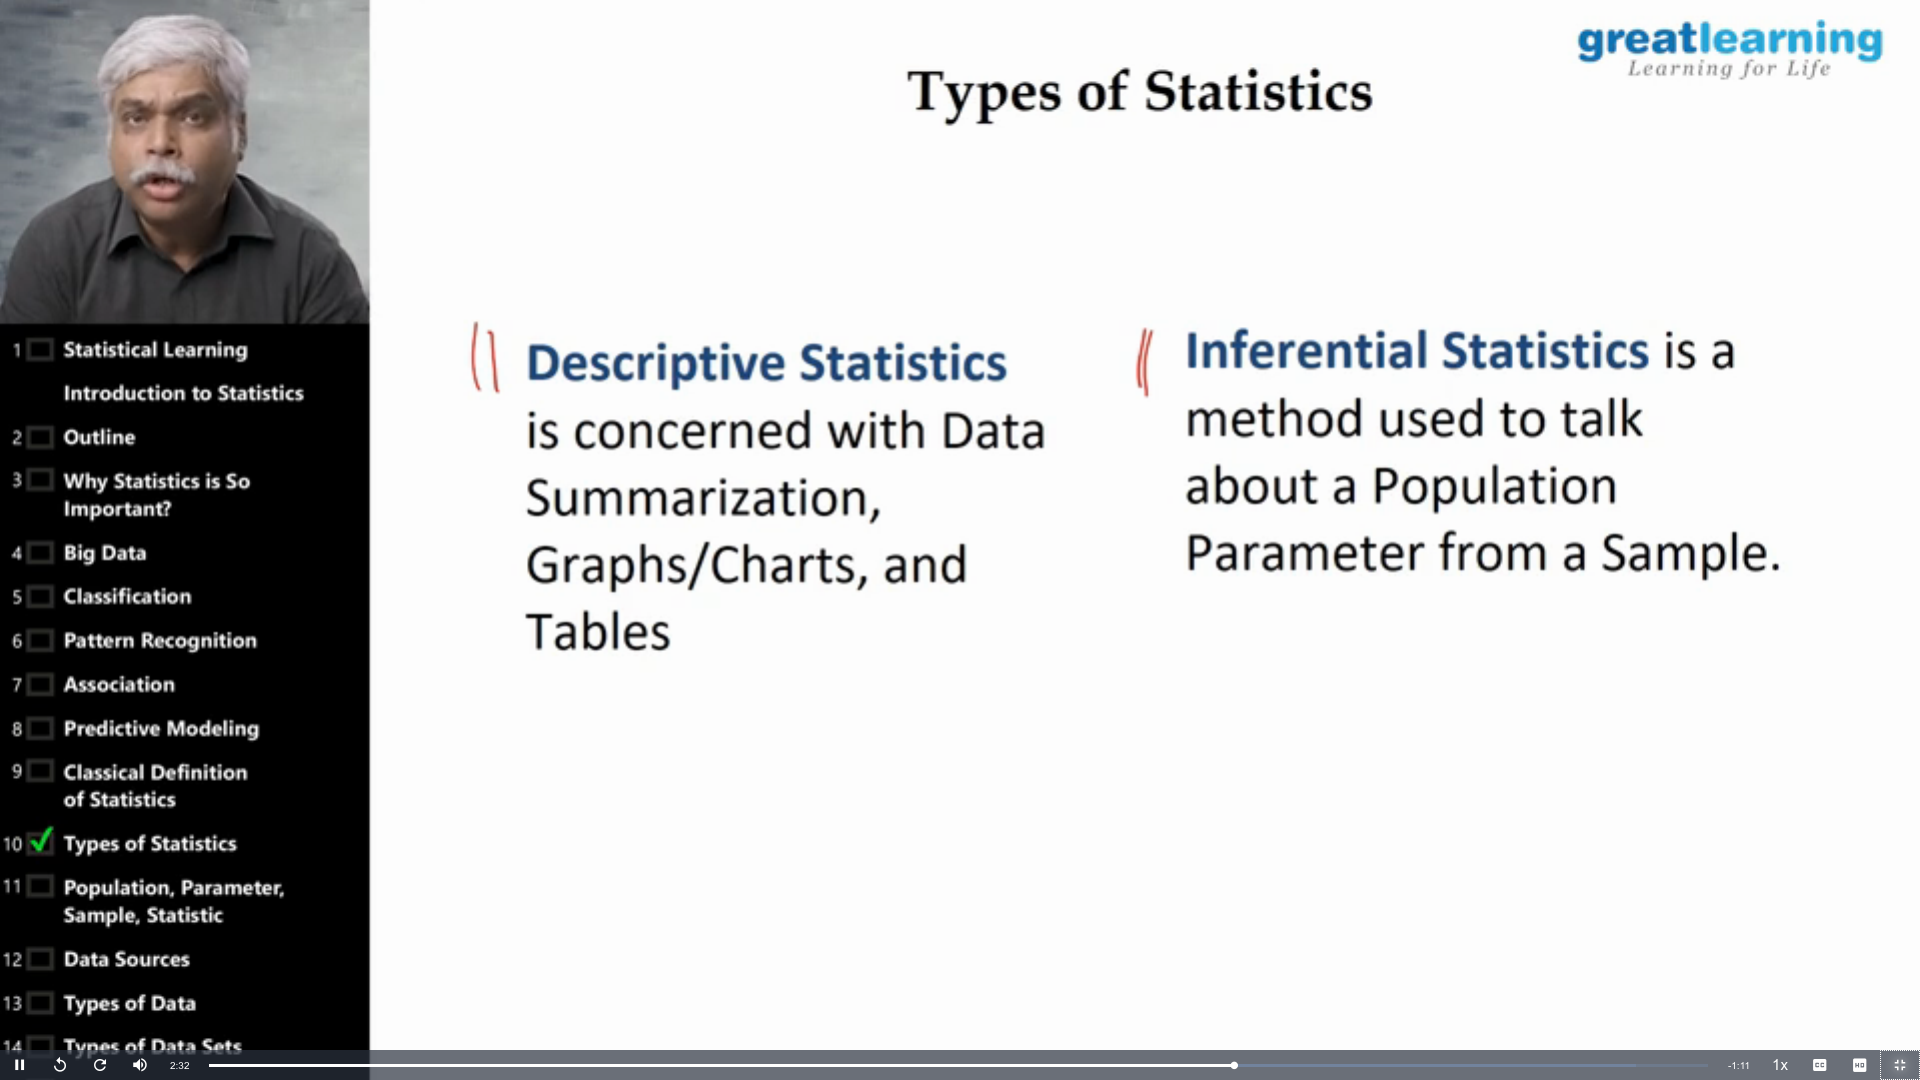 greatlearning
Learning for Life
Types of Statistics
Descriptive Statistics
is concerned with Data
Summarization,
Graphs/Charts, and
Tables
Inferential Statistics is a
method used to talk
about a Population
Parameter from a Sample.
1 Statistical Learning
Introduction to Statistics
2 Outline
3 Why Statistics is So
Important?
4 Big Data
5 Classification
6 Pattern Recognition
7 Association
8 Predictive Modeling
9 Classical Definition
of Statistics
10 Types of Statistics
11 Population, Parameter,
Sample, Statistic
12 Data Sources
13 Types of Data
14 Types of Data Sets
2:32
-1:11
1x
CC
HD